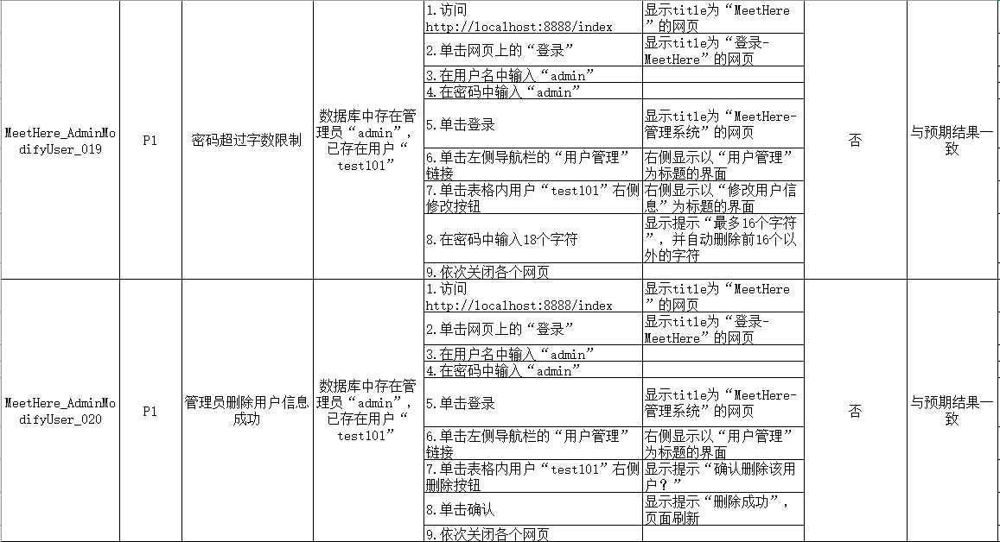 MeetHere_AdminMo
difyUser_019
P1
密码超过字数限制
数据库中存在管
理员“admin”，
已存在用户“
test101”
1.访问
http://localhost:8888/index
显示title为“MeetHere
”的网页
2.单击网页上的“登录”
显示title为“登录-
MeetHere”的网页
3.在用户名中输入“admin”
4.在密码中输入“admin”
5.单击登录
显示title为“MeetHere-
管理系统”的网页
6.单击左侧导航栏的“用户管理”
链接
右侧显示以“用户管理”
为标题的界面
7.单击表格内用户“test101”右侧
修改按钮
右侧显示以“修改用户信
息”为标题的界面
8.在密码中输入18个字符
显示提示“最多16个字符
”，并自动删除前16个以
外的字符
9.依次关闭各个网页
否
与预期结果一
致
MeetHere_AdminMo
difyUser_020
P1
管理员删除用户信息
成功
数据库中存在管
理员“admin”，
已存在用户“
test101”
1.访问
http://localhost:8888/index
显示title为“MeetHere
”的网页
2.单击网页上的“登录”
显示title为“登录-
MeetHere”的网页
3.在用户名中输入“admin”
4.在密码中输入“admin”
5.单击登录
显示title为“MeetHere-
管理系统”的网页
6.单击左侧导航栏的“用户管理”
链接
右侧显示以“用户管理”
为标题的界面
7.单击表格内用户“test101”右侧
删除按钮
显示提示“确认删除该用
户？”
8.单击确认
显示提示“删除成功”，
页面刷新
9.依次关闭各个网页
否
与预期结果一
致